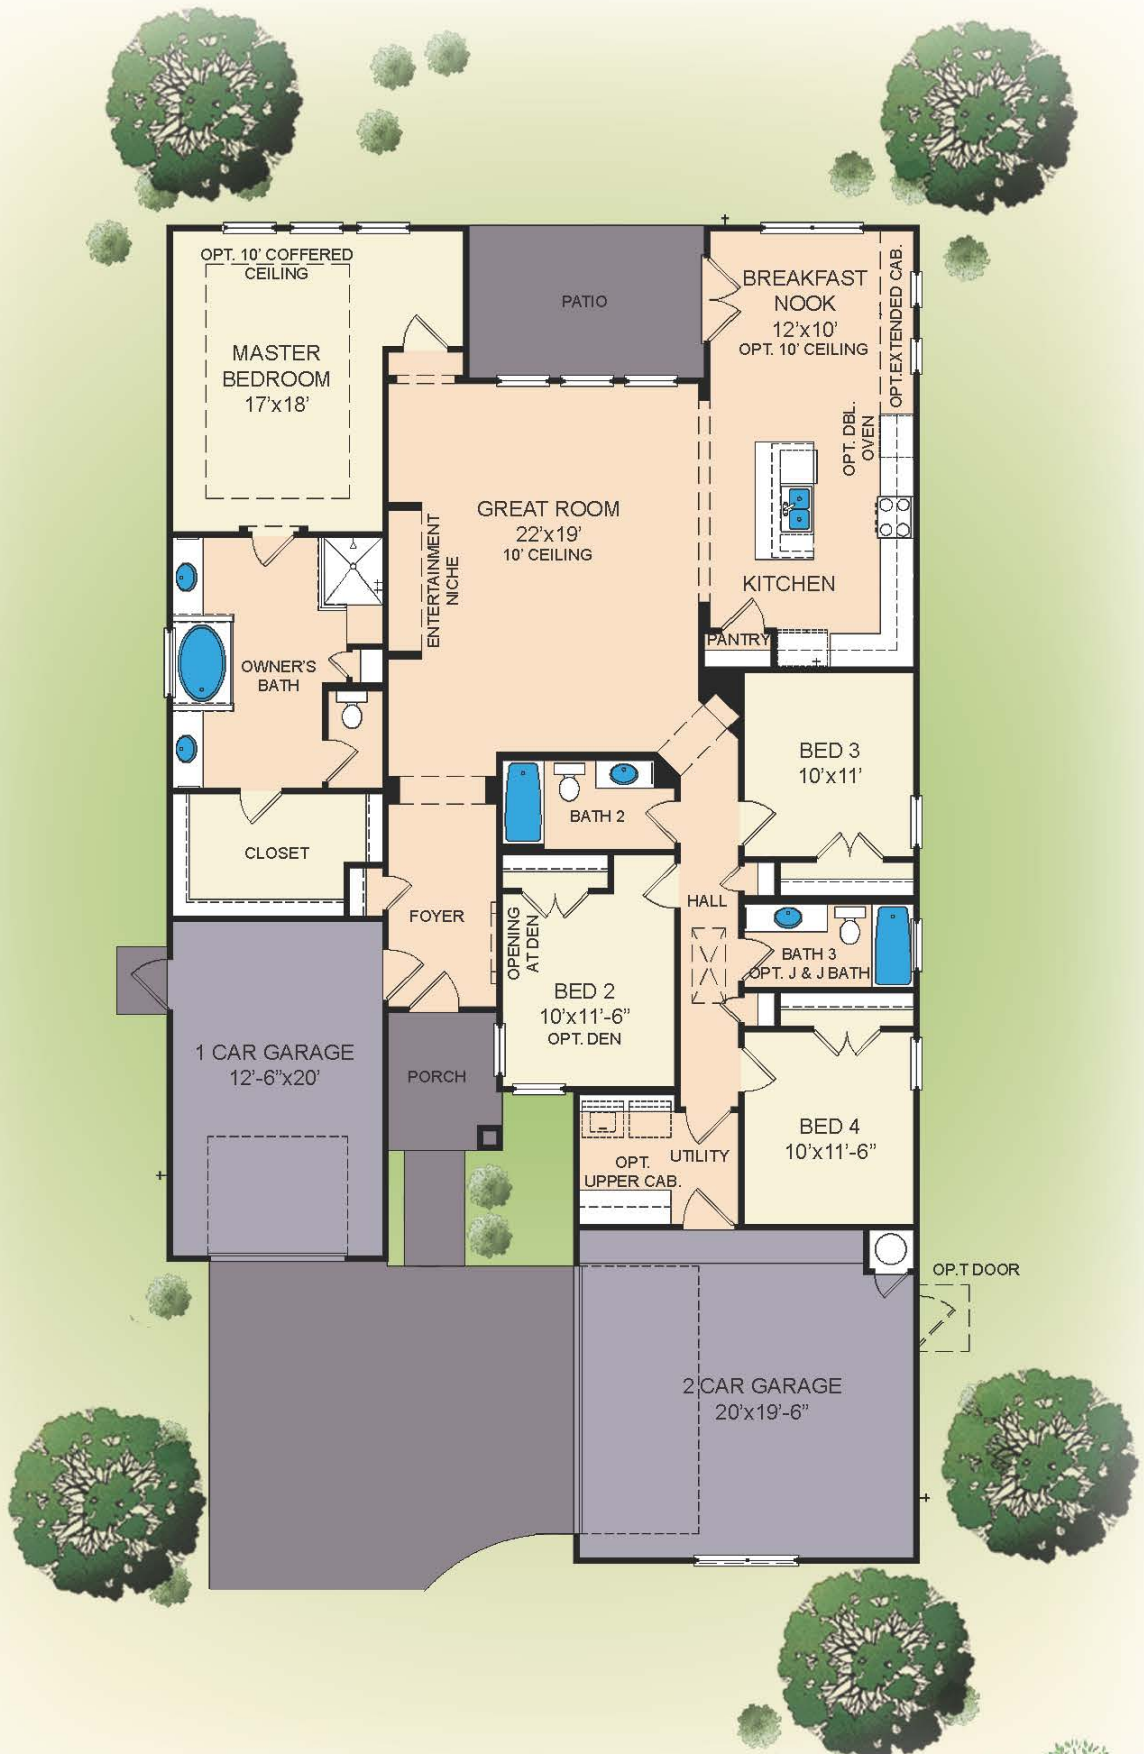 OPT. 10' COFFERED
CEILING
MASTER
BEDROOM
17'x18'
PATIO
BREAKFAST
NOOK
12'x10'
OPT. 10' CEILING
OPT.EXTENDED CAB.
OPT. DBL.
OVEN
GREAT ROOM
22'x19'
10' CEILING
ENTERTAINMENT
NICHE
KITCHEN
PANTRY
OWNER'S
BATH
BED 3
10'x11'
BATH 2
CLOSET
FOYER
HALL
OPENING
AT DEN
BATH 3
OPT. J & J BATH
BED 2
10'x11'-6"
OPT. DEN
1 CAR GARAGE
12'-6"x20'
PORCH
BED 4
10'x11'-6"
UTILITY
OPT.
UPPER CAB.
OP.T DOOR
2 CAR GARAGE
20'x19'-6"